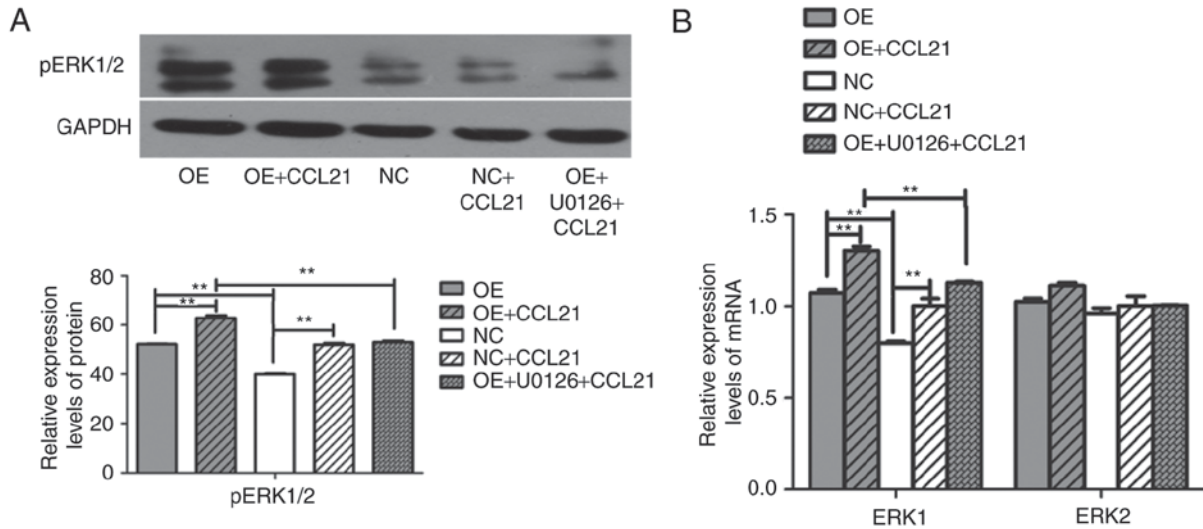 A
pERK1/2
GAPDH
OE
OE+CCL21
NC
NC+
CCL21
OE+
U0126+
CCL21
Relative expression
levels of protein
80
60
40
20
0
**
**
**
**
pERK1/2
OE
OE+CCL21
NC
NC+CCL21
OE+U0126+CCL21
B
OE
OE+CCL21
NC
NC+CCL21
OE+U0126+CCL21
Relative expression
levels of mRNA
1.5
1.0
0.5
0.0
**
**
**
**
ERK1
ERK2